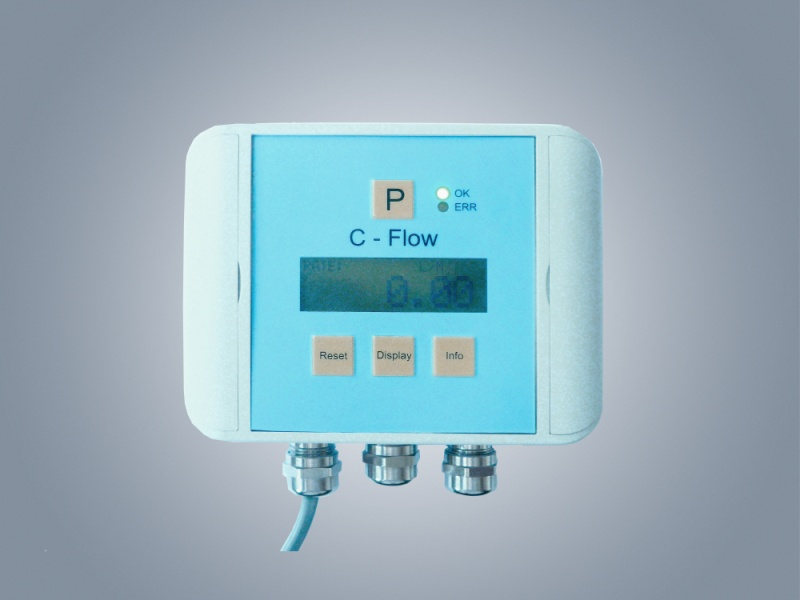 P
OK
ERR
C - Flow
0.00
Reset
Display
Info